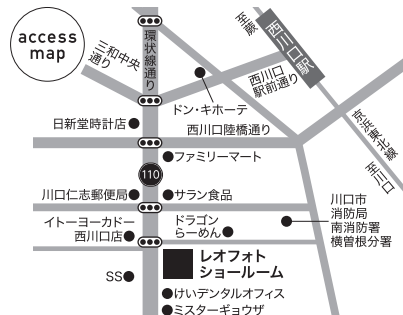 access
map
三和中央
通り
環状線通り
至蕨
西川口駅
西川口
駅前通り
ドン・キホーテ
日新堂時計店
西川口陸橋通り
京浜東北線
至川口
ファミリーマート
110
川口仁志郵便局
サラン食品
イトーヨーカドー
西川口店
ドラゴン
らーめん
川口市
消防局
南消防署
横曽根分署
レオフォト
ショールーム
SS
けいデンタルオフィス
ミスターギョウザ